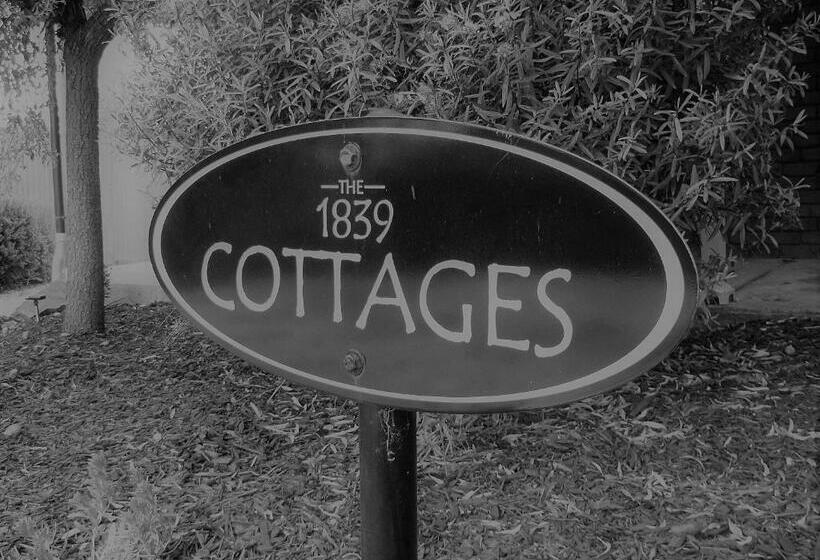 THE
1839
COTTAGES